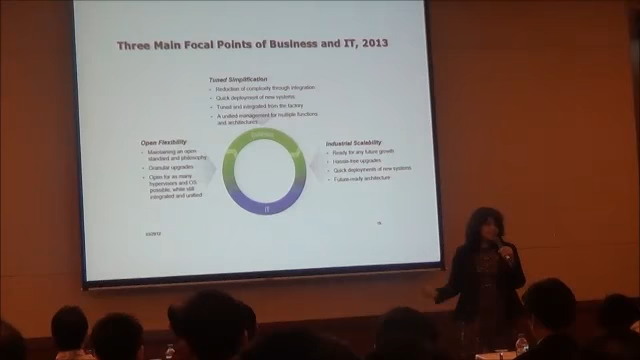 Three Main Focal Points of Business and IT, 2013
Tuned Simplification
• Reduction of complexity through integration
• Quick deployment of new systems
• Tuned and integrated from the factory
• A unified management for multiple functions
and architectures
Open Flexibility
• Maintaining an open
standard and philosophy
• Granular upgrades
• Open for as many
hypervisors and OS
possible, while still
integrated and unified
Industrial Scalability
• Ready for any future growth
• Hassle-free upgrades
• Quick deployments of new systems
• Future-ready architecture
Business
IT